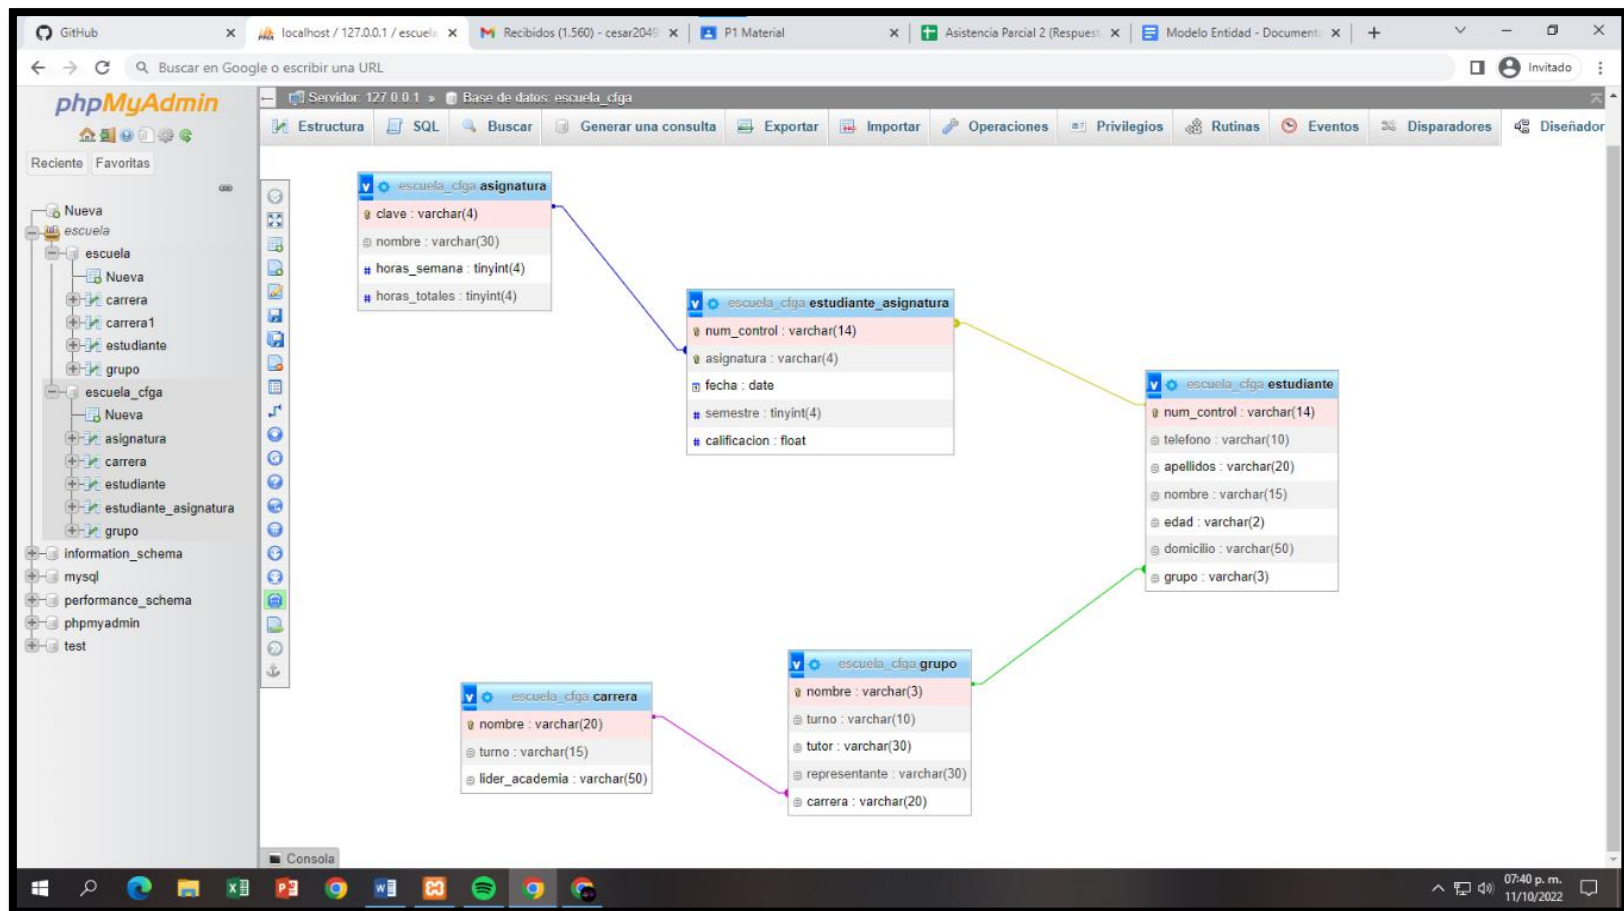 GitHub
localhost / 127.0.0.1 / escuela
Recibidos (1.560) - cesar2049
P1 Material
Asistencia Parcial 2 (Respuest
Modelo Entidad - Documento
Buscar en Google o escribir una URL
Invitado
phpMyAdmin
Reciente Favoritas
Nueva
escuela
escuela
Nueva
carrera
carrera1
estudiante
grupo
escuela_cfga
Nueva
asignatura
carrera
estudiante
estudiante_asignatura
grupo
information_schema
mysql
performance_schema
phpmyadmin
test
Servidor: 127.0.0.1 » Base de datos: escuela_cfga
Estructura SQL Buscar Generar una consulta Exportar Importar Operaciones Privilegios Rutinas Eventos Disparadores Diseñador
escuela_cfga asignatura
clave : varchar(4)
nombre : varchar(30)
# horas_semana : tinyint(4)
# horas_totales : tinyint(4)
escuela_cfga estudiante_asignatura
num_control : varchar(14)
asignatura : varchar(4)
fecha : date
# semestre : tinyint(4)
# calificacion : float
escuela_cfga estudiante
num_control : varchar(14)
telefono : varchar(10)
apellidos : varchar(20)
nombre : varchar(15)
edad : varchar(2)
domicilio : varchar(50)
grupo : varchar(3)
escuela_cfga grupo
nombre : varchar(3)
turno : varchar(10)
tutor : varchar(30)
representante : varchar(30)
carrera : varchar(20)
escuela_cfga carrera
nombre : varchar(20)
turno : varchar(15)
lider_academia : varchar(50)
Consola
07:40 p. m.
11/10/2022